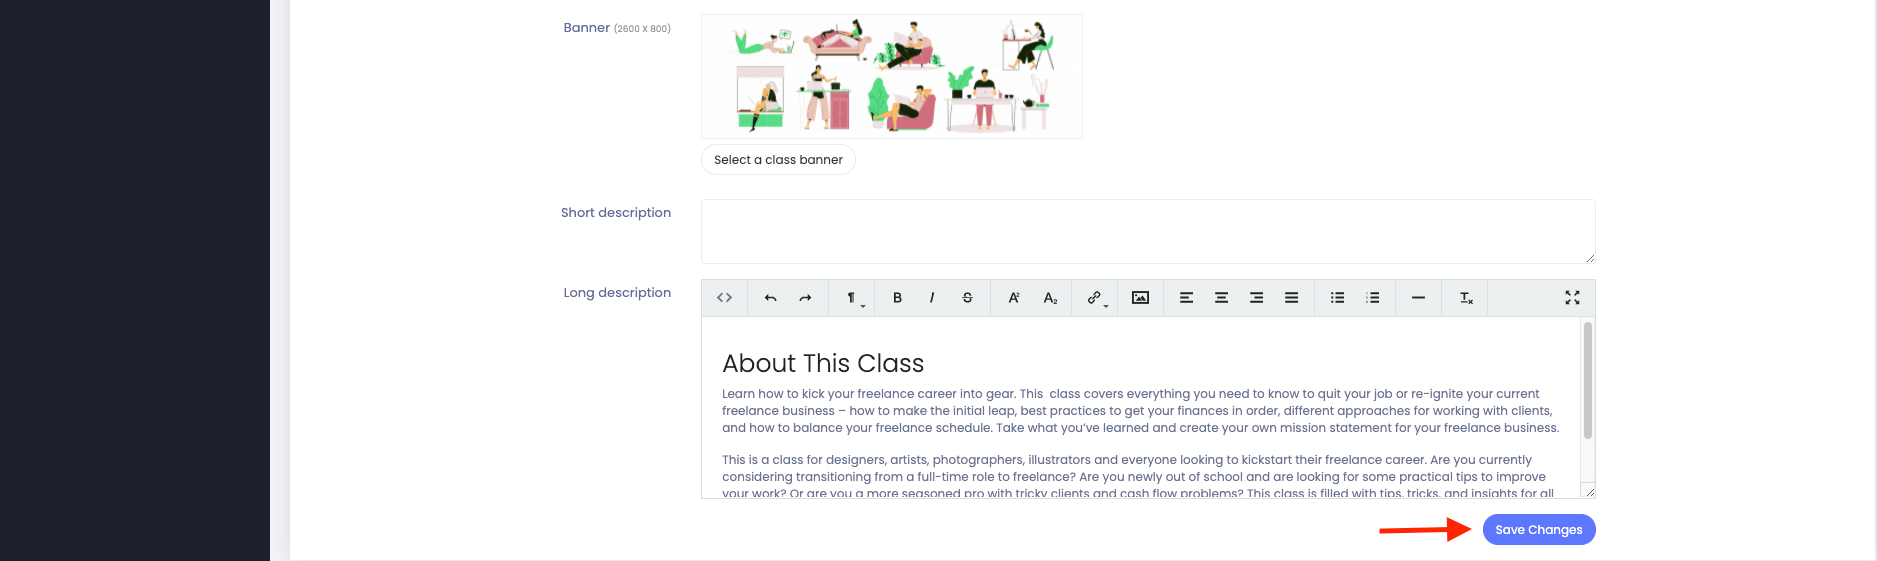 Banner (2600 X 800)
Select a class banner
Short description
Long description
About This Class
Learn how to kick your freelance career into gear. This  class covers everything you need to know to quit your job or re-ignite your current
freelance business – how to make the initial leap, best practices to get your finances in order, different approaches for working with clients,
and how to balance your freelance schedule. Take what you’ve learned and create your own mission statement for your freelance business.
This is a class for designers, artists, photographers, illustrators and everyone looking to kickstart their freelance career. Are you currently
considering transitioning from a full-time role to freelance? Are you newly out of school and are looking for some practical tips to improve
your work? Or are you a more seasoned pro with tricky clients and cash flow problems? This class is filled with tips, tricks, and insights for all
Save Changes